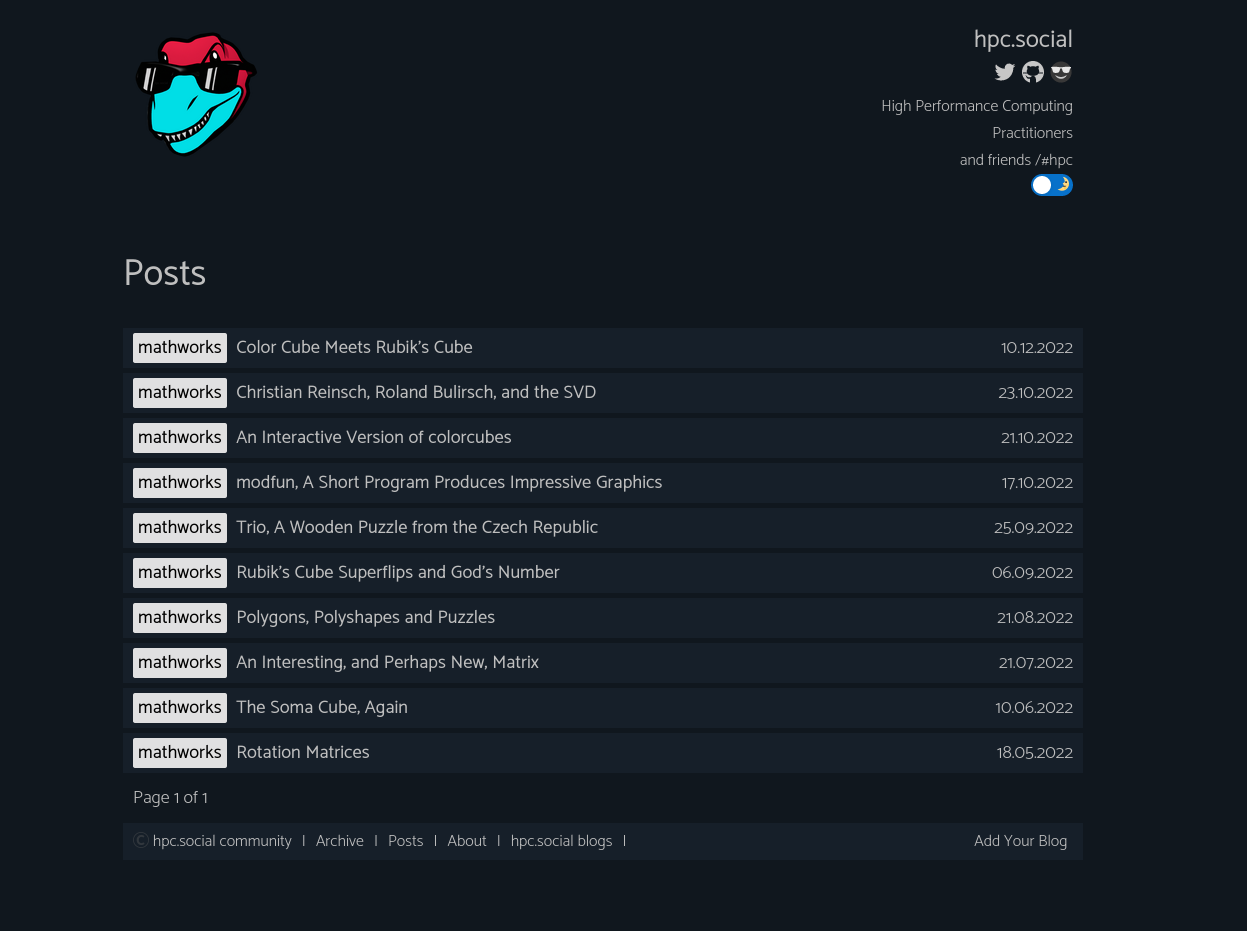 hpc.social
High Performance Computing
Practitioners
and friends /#hpc
Posts
mathworks Color Cube Meets Rubik’s Cube 10.12.2022
mathworks Christian Reinsch, Roland Bulirsch, and the SVD 23.10.2022
mathworks An Interactive Version of colorcubes 21.10.2022
mathworks modfun, A Short Program Produces Impressive Graphics 17.10.2022
mathworks Trio, A Wooden Puzzle from the Czech Republic 25.09.2022
mathworks Rubik’s Cube Superflips and God’s Number 06.09.2022
mathworks Polygons, Polyshapes and Puzzles 21.08.2022
mathworks An Interesting, and Perhaps New, Matrix 21.07.2022
mathworks The Soma Cube, Again 10.06.2022
mathworks Rotation Matrices 18.05.2022
Page 1 of 1
© hpc.social community | Archive | Posts | About | hpc.social blogs | Add Your Blog